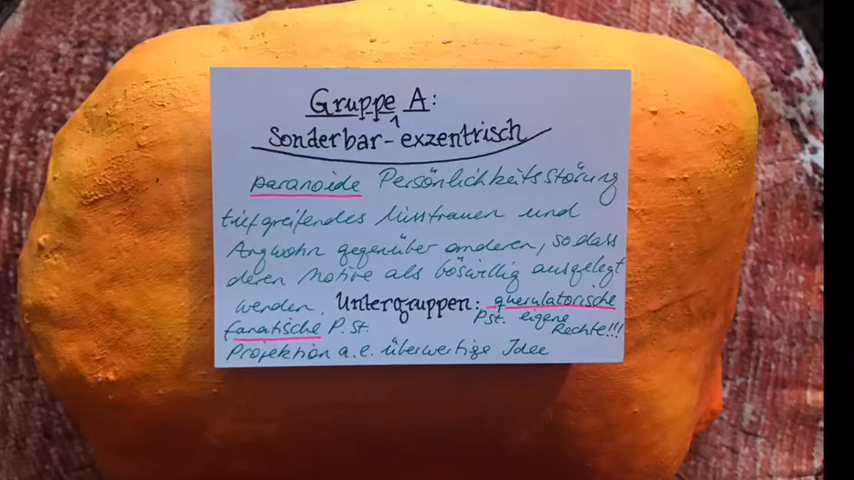 Gruppe A:
Sonderbar-exzentrisch
paranoide Persönlichkeitsstörung
tiefgreifendes Misstrauen und
Argwohn gegenüber anderen, so dass
deren Motive als böswillig ausgelegt
werden. Untergruppen: querulatorische
Pst. eigene
Rechte!!!
fanatische P.St.
Projektion a.e. überwertige Idee